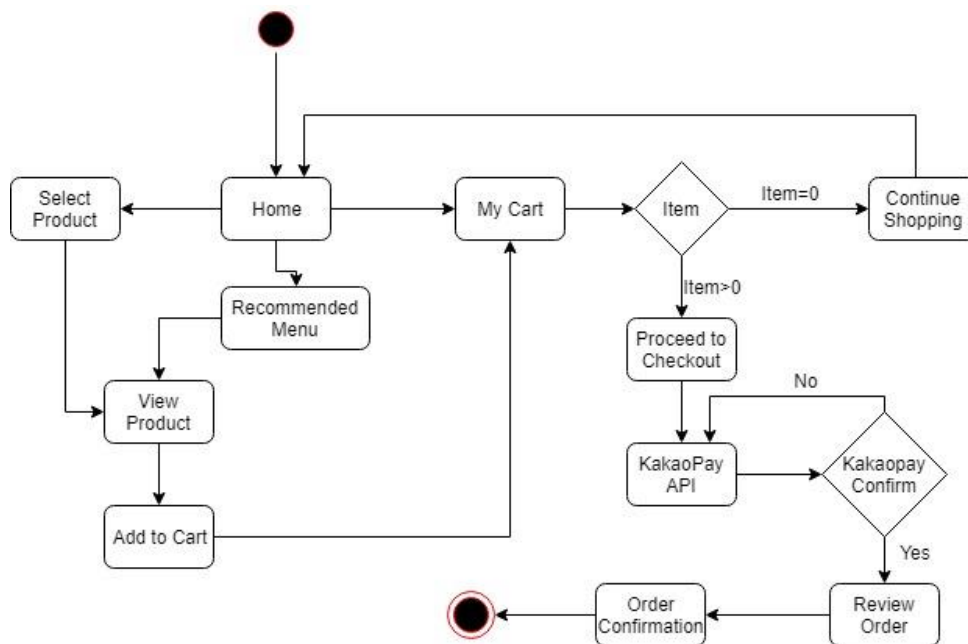 Select
Product
Home
My Cart
Item
Item=0
Continue
Shopping
Recommended
Menu
Item>0
Proceed to
Checkout
View
Product
No
KakaoPay
API
Kakaopay
Confirm
Add to Cart
Yes
Order
Confirmation
Review
Order